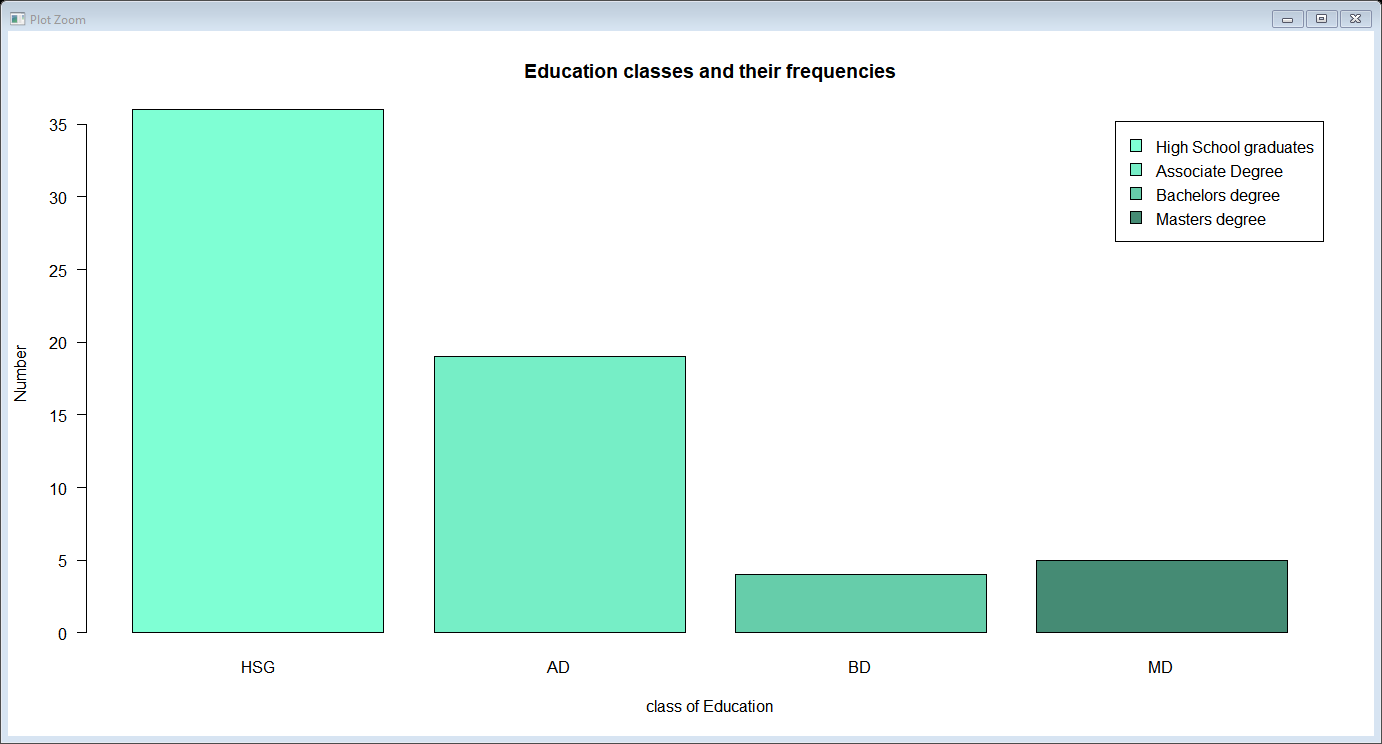 Plot Zoom
Education classes and their frequencies
35
30
25
20
15
10
5
0
Number
High School graduates
Associate Degree
Bachelors degree
Masters degree
HSG AD BD MD
class of Education